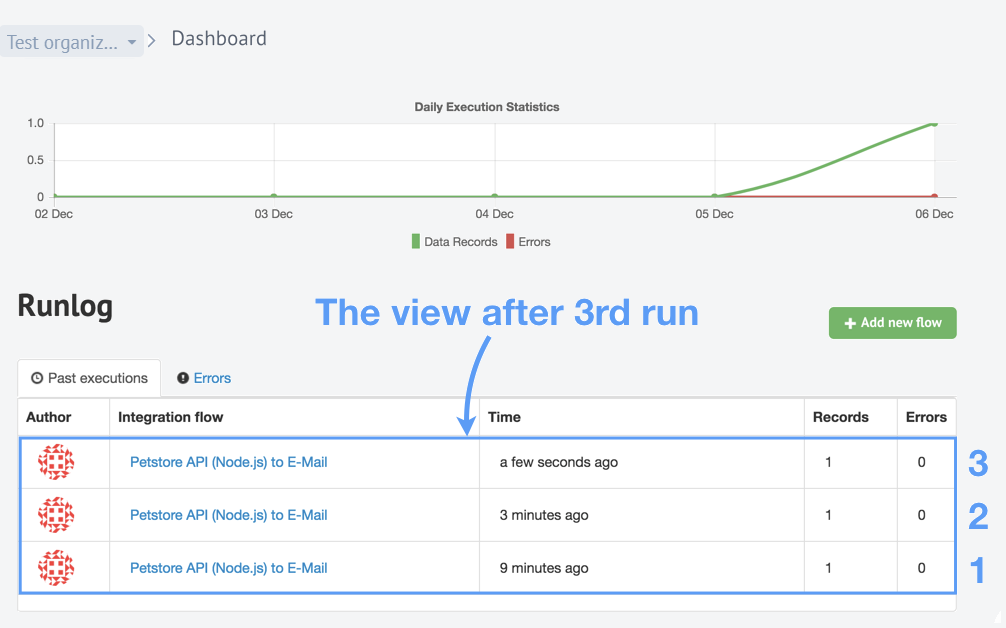 Test organiz...
Dashboard
Daily Execution Statistics
1.0
0.5
0
02 Dec 03 Dec 04 Dec 05 Dec 06 Dec
Data Records Errors
Runlog
The view after 3rd run
Add new flow
Past executions Errors
Author Integration flow Time Records Errors
Petstore API (Node.js) to E-Mail a few seconds ago 1 0 3
Petstore API (Node.js) to E-Mail 3 minutes ago 1 0 2
Petstore API (Node.js) to E-Mail 9 minutes ago 1 0 1